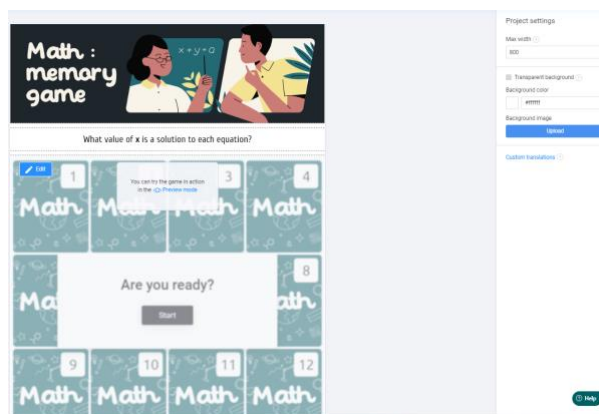 Math :
memory
game
x+y+a
What value of x is a solution to each equation?
Edit
1
You can try the game in action
in the Preview mode
3
4
Math
Math
Math
Math
Are you ready?
Start
8
Ma
ath
9
10
11
12
Math
Math
Math
Math
Project settings
Max width
800
Transparent background
Background color
#ffffff
Background image
Upload
Custom translations
Help